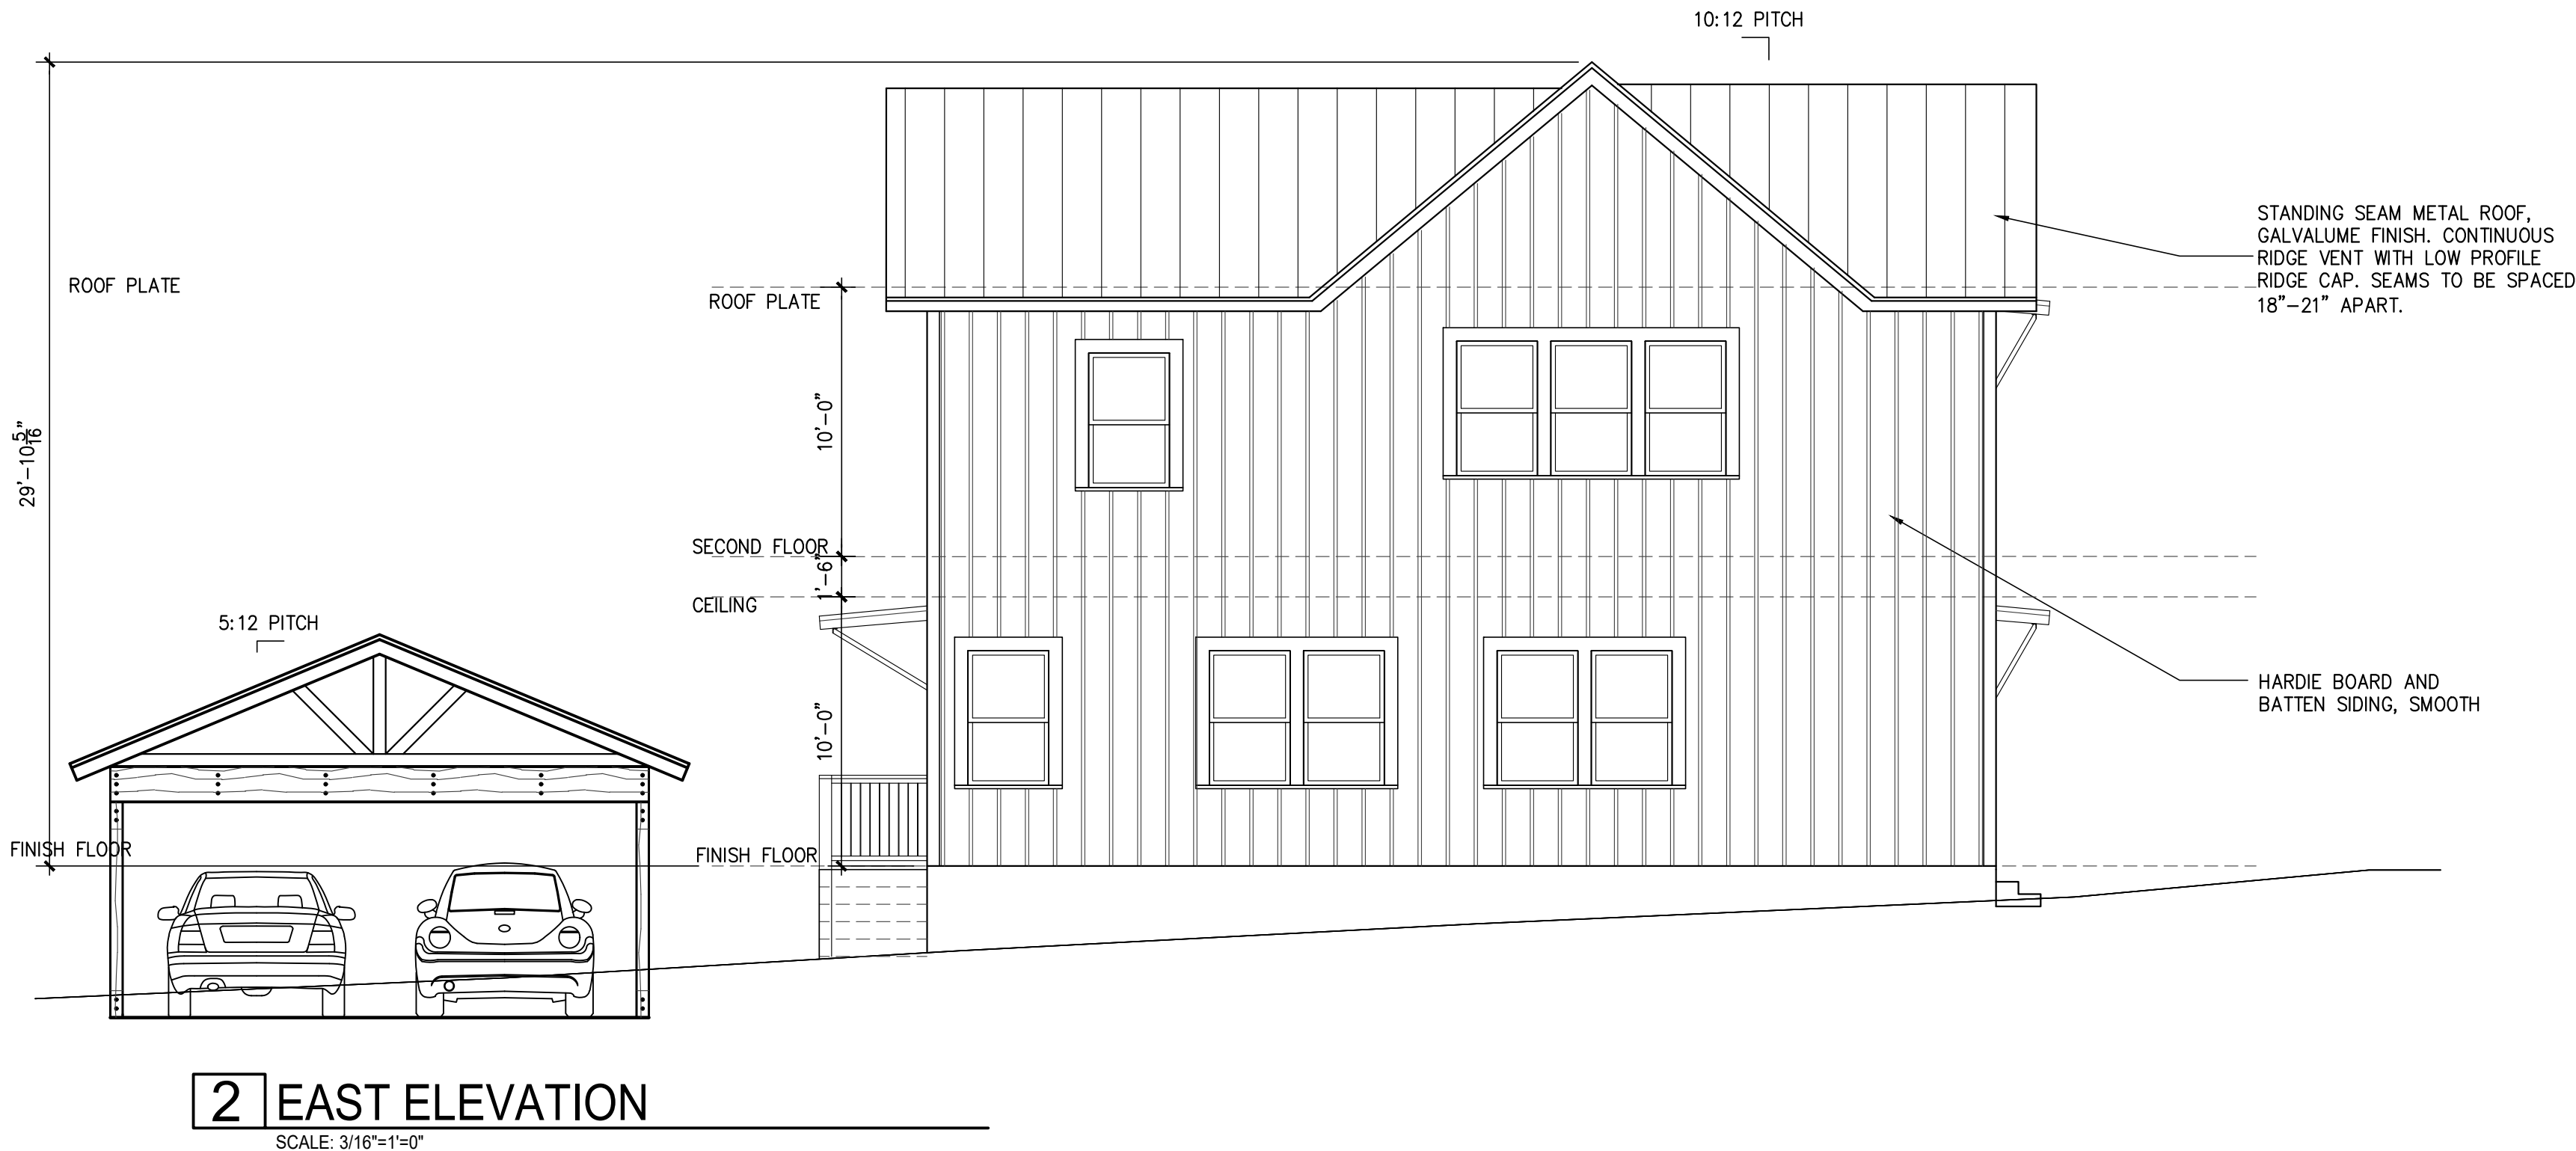 10:12 PITCH
STANDING SEAM METAL ROOF,
GALVALUME FINISH. CONTINUOUS
RIDGE VENT WITH LOW PROFILE
RIDGE CAP. SEAMS TO BE SPACED
18"-21" APART.
ROOF PLATE
ROOF PLATE
29'-10 5/16"
10'-0"
SECOND FLOOR
1'-6"
CEILING
5:12 PITCH
HARDIE BOARD AND
BATTEN SIDING, SMOOTH
10'-0"
FINISH FLOOR
FINISH FLOOR
2 EAST ELEVATION
SCALE: 3/16"=1'=0"